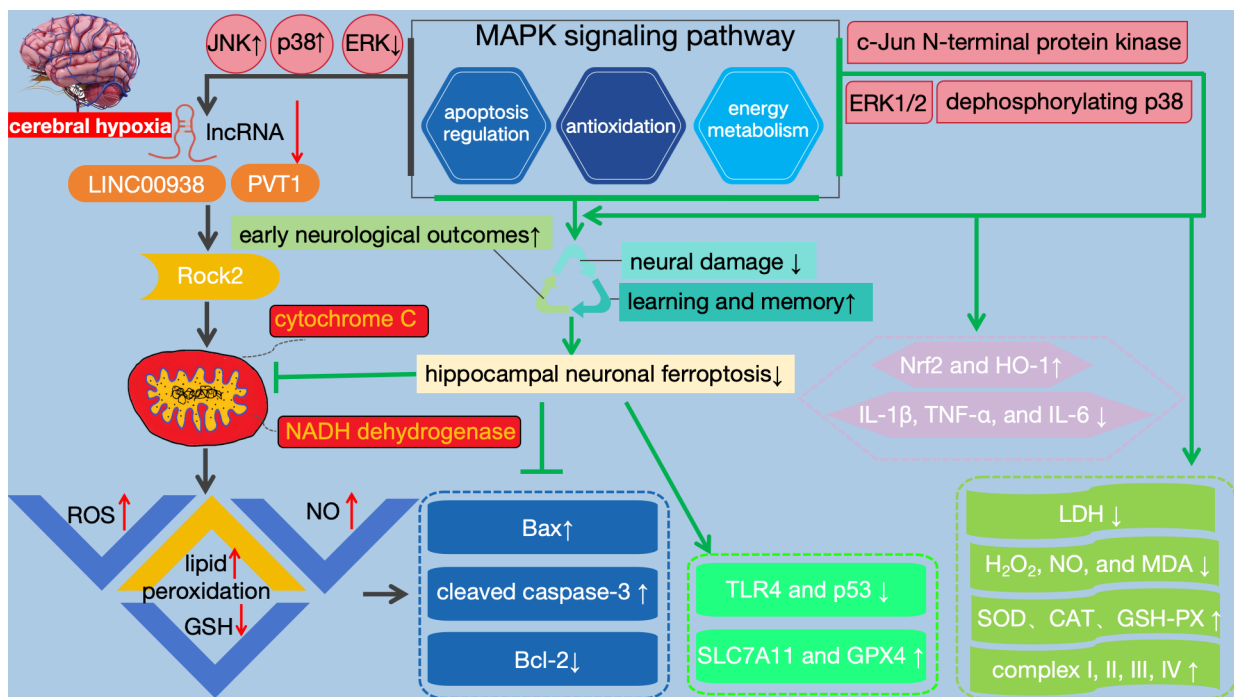 JNK↑
p38↑
ERK↓
MAPK signaling pathway
c-Jun N-terminal protein kinase
ERK1/2
dephosphorylating p38
apoptosis
regulation
antioxidation
energy
metabolism
cerebral hypoxia
lncRNA
LINC00938
PVT1
early neurological outcomes↑
neural damage ↓
learning and memory↑
Rock2
cytochrome C
hippocampal neuronal ferroptosis↓
NADH dehydrogenase
Nrf2 and HO-1↑
IL-1β, TNF-α, and IL-6 ↓
ROS
NO
lipid
peroxidation
GSH
Bax↑
cleaved caspase-3 ↑
Bcl-2↓
TLR4 and p53 ↓
SLC7A11 and GPX4 ↑
LDH ↓
H₂O₂, NO, and MDA ↓
SOD、CAT、GSH-PX ↑
complex I, II, III, IV ↑